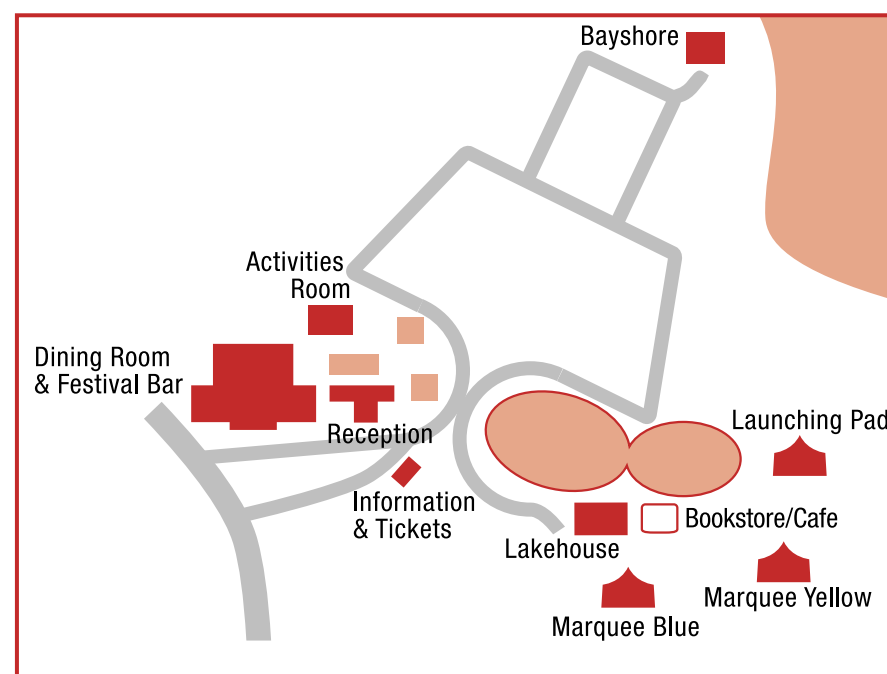 Bayshore
Activities
Room
Dining Room
& Festival Bar
Reception
Launching Pad
Information
& Tickets
Bookstore/Cafe
Lakehouse
Marquee Yellow
Marquee Blue